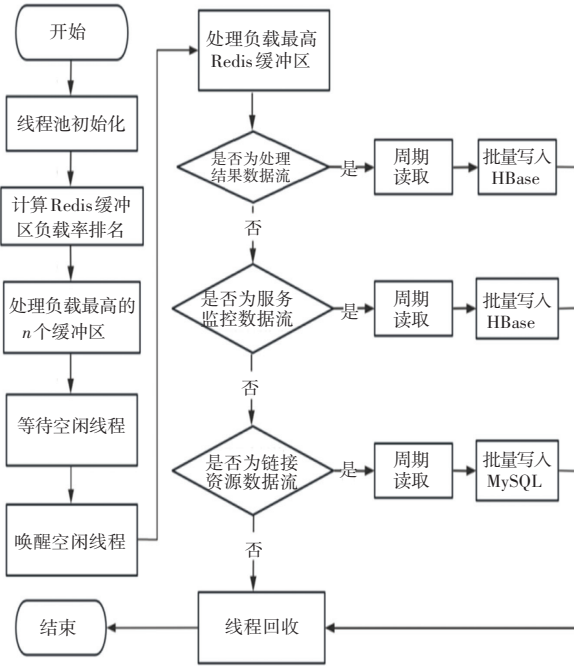 开始
线程池初始化
计算Redis缓冲
区负载率排名
处理负载最高的
n个缓冲区
等待空闲线程
唤醒空闲线程
处理负载最高
Redis缓冲区
是否为处理
结果数据流
是
周期
读取
批量写入
HBase
否
是否为服务
监控数据流
是
周期
读取
批量写入
HBase
否
是否为链接
资源数据流
是
周期
读取
批量写入
MySQL
否
线程回收
结束